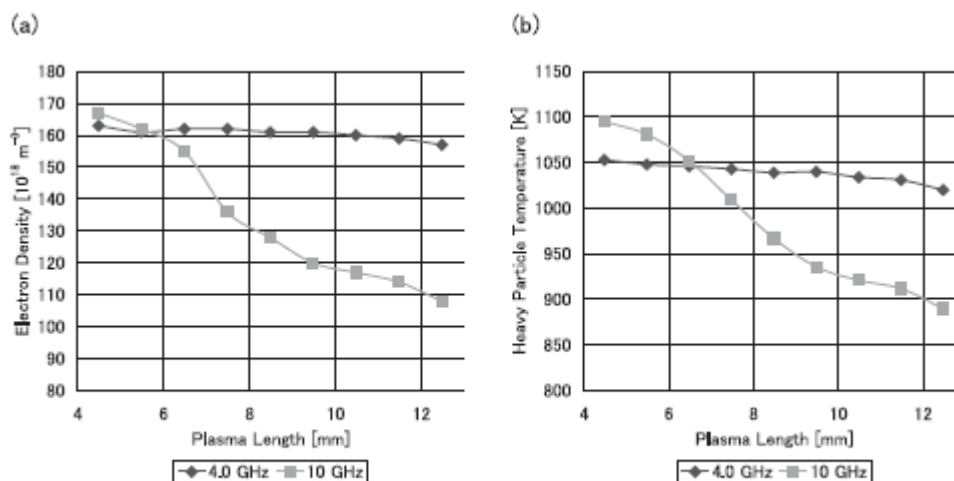 (a)
Electron Density [10¹⁸ m⁻³]
180
170
160
150
140
130
120
110
100
90
80
4 6 8 10 12
Plasma Length [mm]
4.0 GHz 10 GHz
(b)
Heavy Particle Temperature [K]
1150
1100
1050
1000
950
900
850
800
4 6 8 10 12
Plasma Length [mm]
4.0 GHz 10 GHz